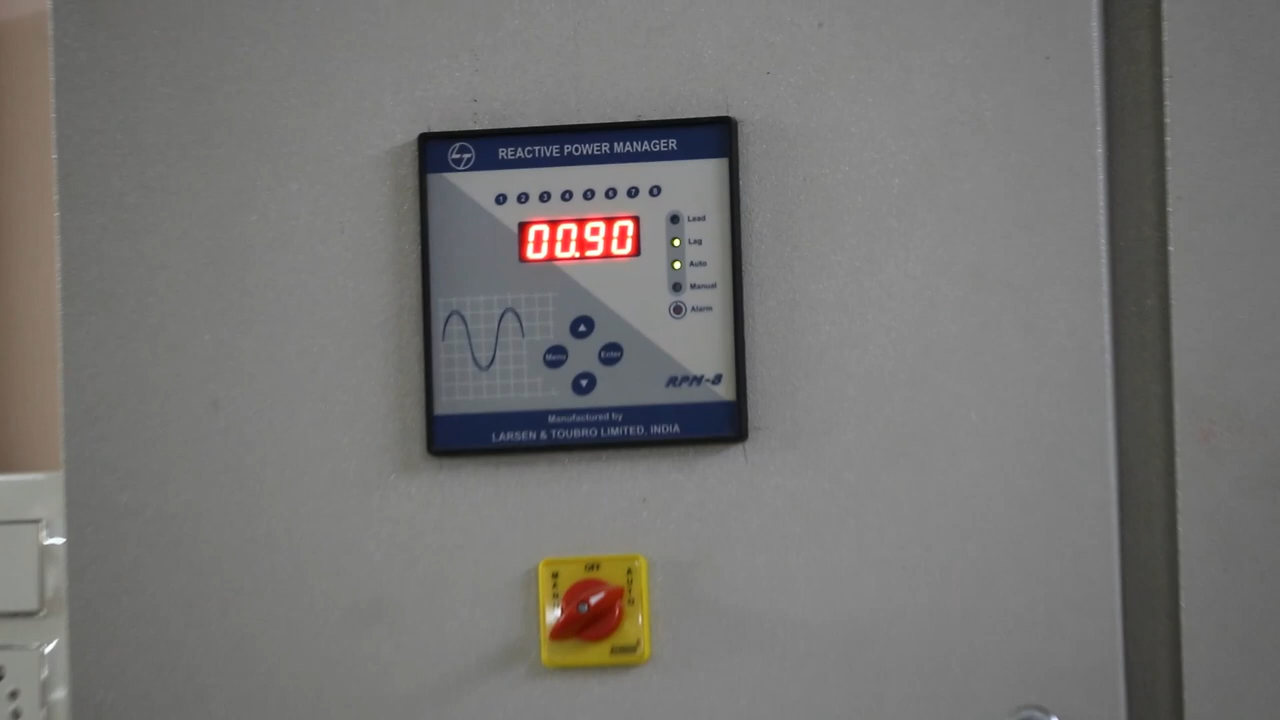 REACTIVE POWER MANAGER
1 2 3 4 5 6 7 8
00.90
Lead
Lag
Auto
Manual
Alarm
Menu
Enter
RPM-8
Manufactured by
LARSEN & TOUBRO LIMITED, INDIA
OFF
AUTO